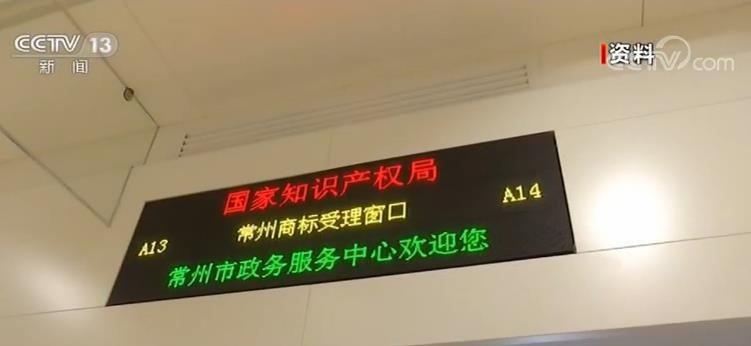 CCTV 13
新闻
资料
CCTV.com
国家知识产权局
A13 常州商标受理窗口 A14
常州市政务服务中心欢迎您